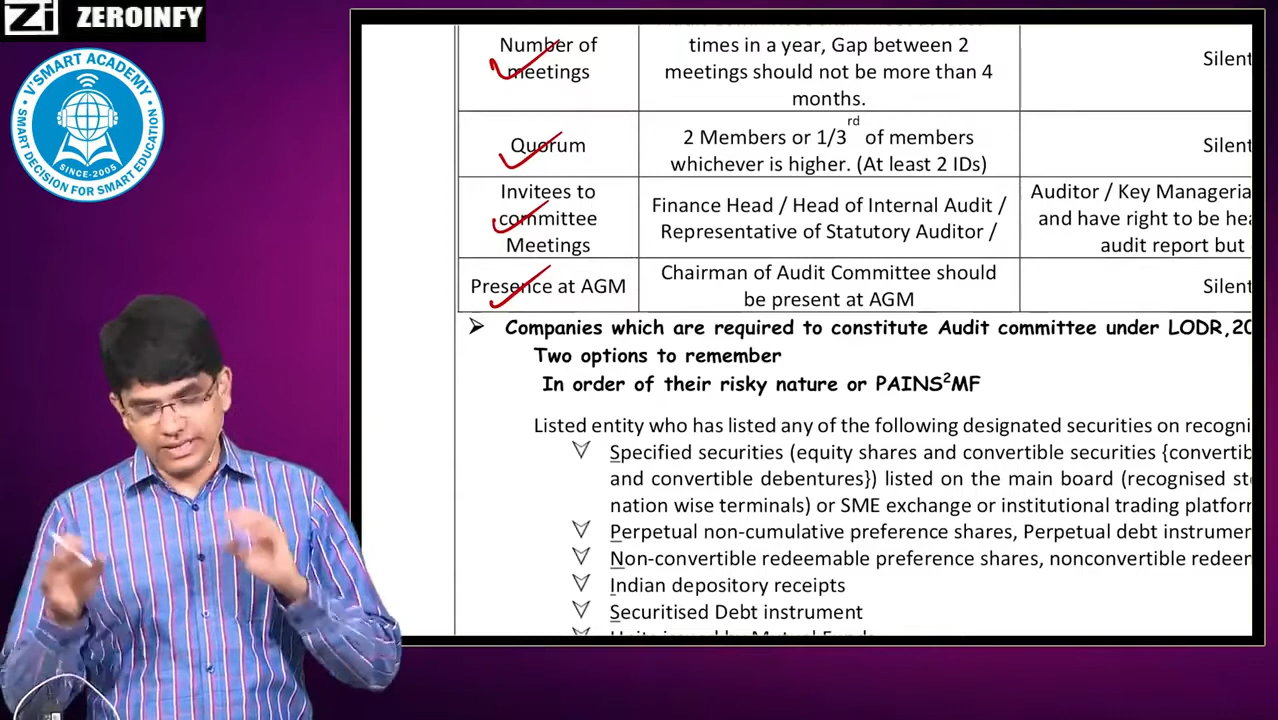 Zi ZEROINFY
V'SMART ACADEMY
SINCE-2005
SMART DECISION FOR SMART EDUCATION
Number of
meetings
times in a year, Gap between 2
meetings should not be more than 4
months.
Silent
Quorum
2 Members or 1/3rd of members
whichever is higher. (At least 2 IDs)
Silent
Invitees to
committee
Meetings
Finance Head / Head of Internal Audit /
Representative of Statutory Auditor /
Auditor / Key Manageria
and have right to be hea
audit report but
Presence at AGM
Chairman of Audit Committee should
be present at AGM
Silent
➤ Companies which are required to constitute Audit committee under LODR,20
Two options to remember
In order of their risky nature or PAINS²MF
Listed entity who has listed any of the following designated securities on recogni
Specified securities (equity shares and convertible securities {convertib
and convertible debentures}) listed on the main board (recognised sto
nation wise terminals) or SME exchange or institutional trading platfor
Perpetual non-cumulative preference shares, Perpetual debt instrumer
Non-convertible redeemable preference shares, nonconvertible redeer
Indian depository receipts
Securitised Debt instrument